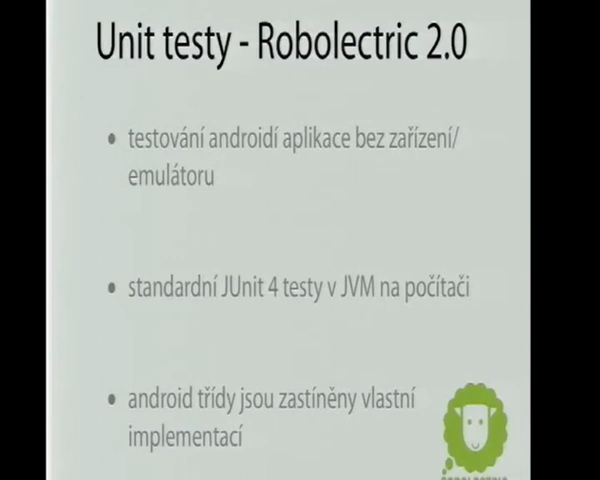 Unit testy - Robolectric 2.0
• testování androidí aplikace bez zařízení/
emulátoru
• standardní JUnit 4 testy v JVM na počítači
• android třídy jsou zastíněny vlastní
implementací